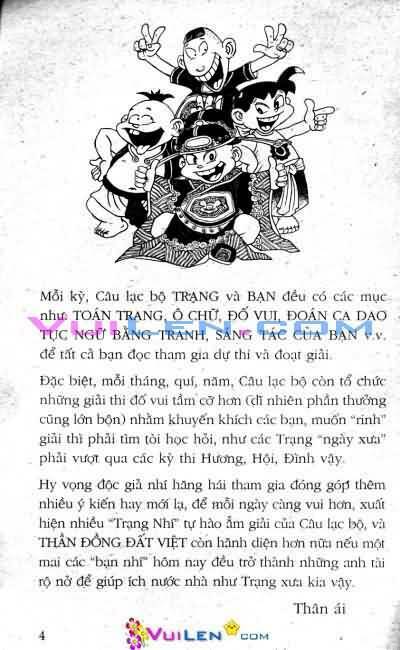 Mỗi kỳ, Câu lạc bộ TRẠNG và BẠN đều có các mục
như: TOÁN TRẠNG, Ô CHỮ, ĐỐ VUI, ĐOÁN CA DAO
TỤC NGỮ BẰNG TRANH, SÁNG TÁC CỦA BẠN v.v.
VUILEN.COM
để tất cả bạn đọc tham gia dự thi và đoạt giải.
Đặc biệt, mỗi tháng, quí, năm, Câu lạc bộ còn tổ chức
những giải thi đố vui tầm cỡ hơn (dĩ nhiên phần thưởng
cũng lớn bộn) nhằm khuyến khích các bạn, muốn "rinh"
giải thì phải tìm tòi học hỏi, như các Trạng "ngày xưa"
phải vượt qua các kỳ thi Hương, Hội, Đình vậy.
Hy vọng độc giả nhí hăng hái tham gia đóng góp thêm
nhiều ý kiến hay mới lạ, để mỗi ngày càng vui hơn, xuất
hiện nhiều "Trạng Nhí" tự hào ẵm giải của Câu lạc bộ, và
THẦN ĐỒNG ĐẤT VIỆT còn hãnh diện hơn nữa nếu một
mai các "bạn nhí" hôm nay đều trở thành những anh tài
rộ nở để giúp ích nước nhà như Trạng xưa kia vậy.
Thân ái
4
VUILEN.COM